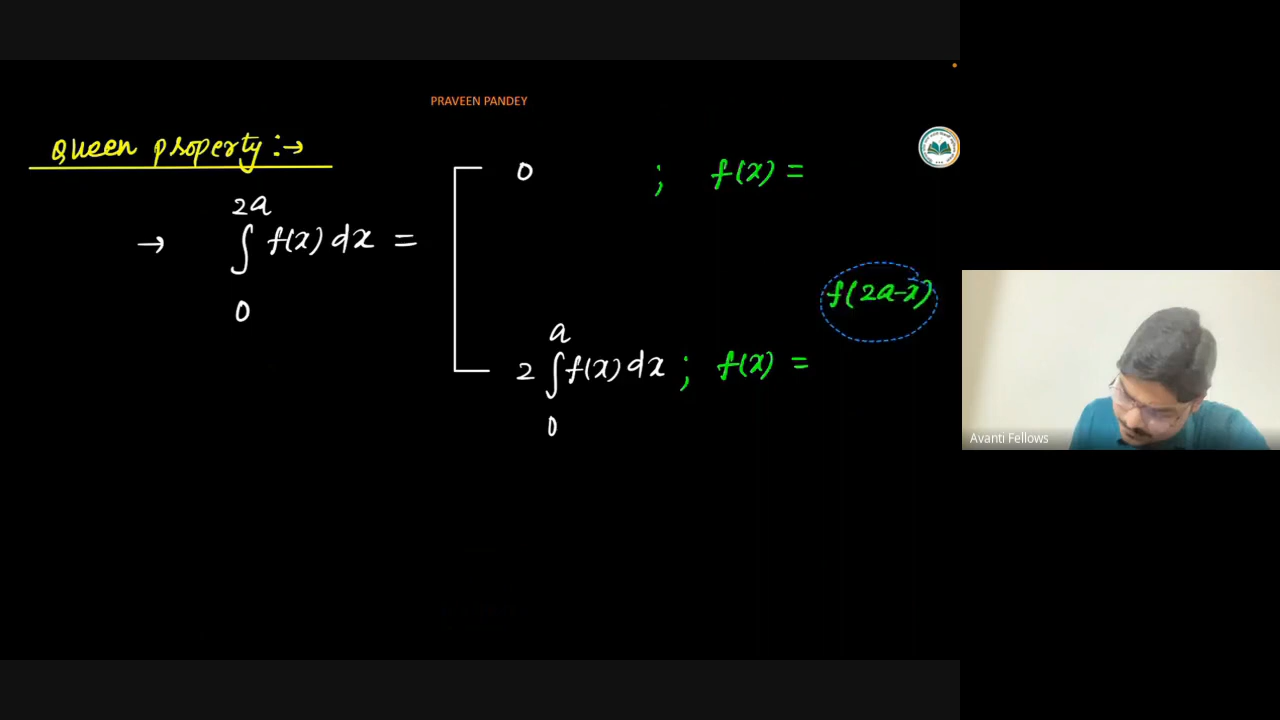 PRAVEEN PANDEY
Queen property :→
→ ∫₀²ᵃ f(x) dx =
0 ; f(x) =
f(2a-x)
2 ∫₀ᵃ f(x) dx ; f(x) =
Avanti Fellows